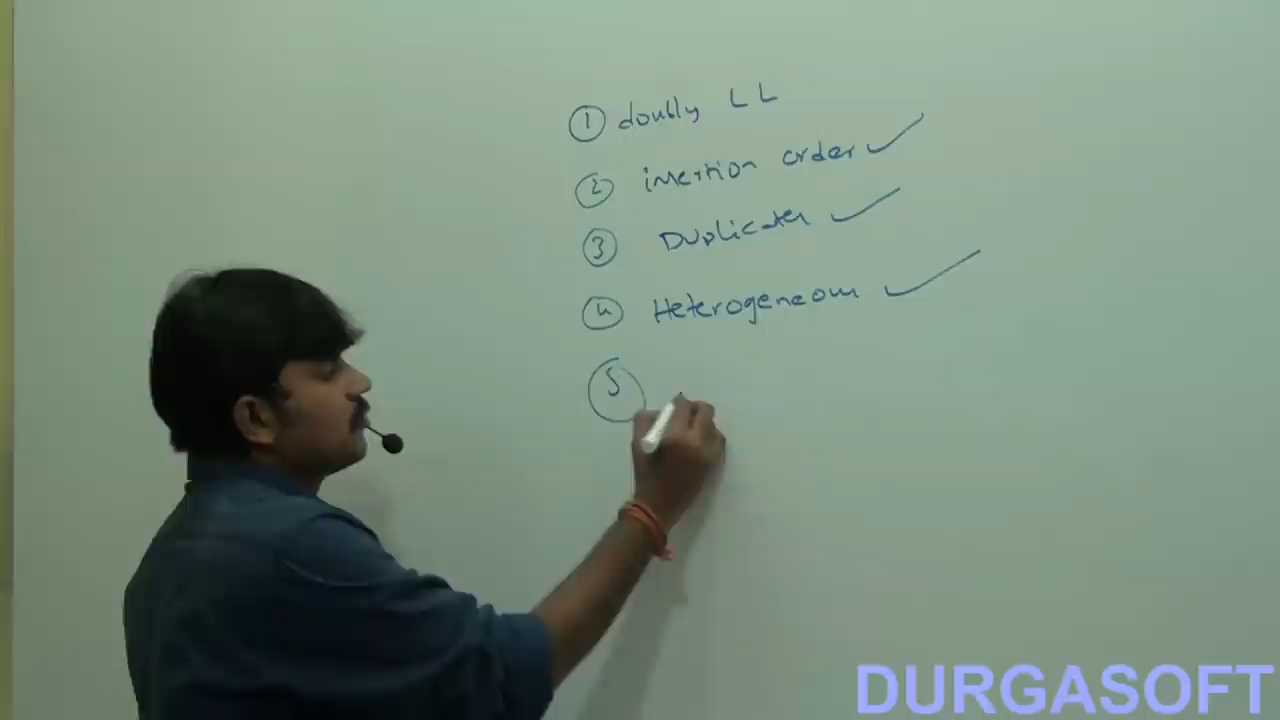 ① doubly LL
② insertion order ✓
③ Duplicates ✓
④ Heterogeneous ✓
⑤
DURGASOFT